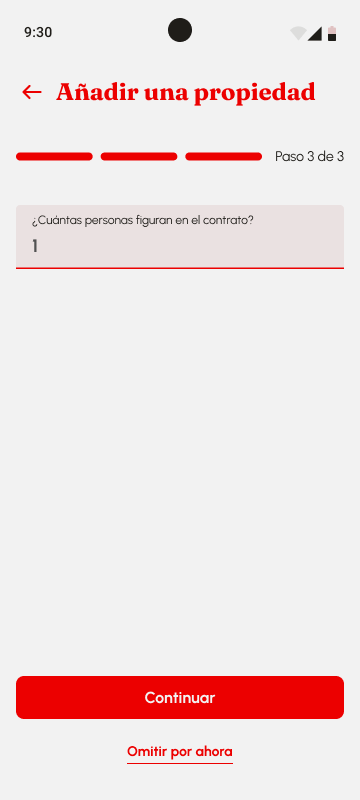 9:30
Añadir una propiedad
Paso 3 de 3
¿Cuántas personas figuran en el contrato?
1
Continuar
Omitir por ahora